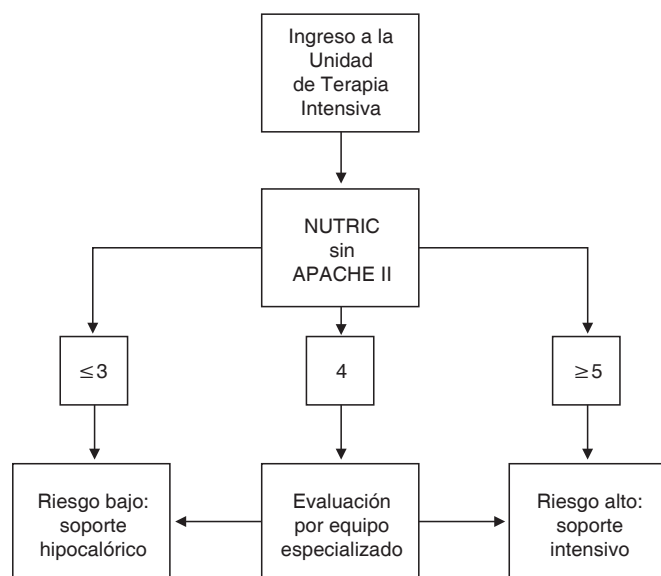 Ingreso a la
Unidad
de Terapia
Intensiva
NUTRIC
sin
APACHE II
≤3
4
≥5
Riesgo bajo:
soporte
hipocalórico
Evaluación
por equipo
especializado
Riesgo alto:
soporte
intensivo